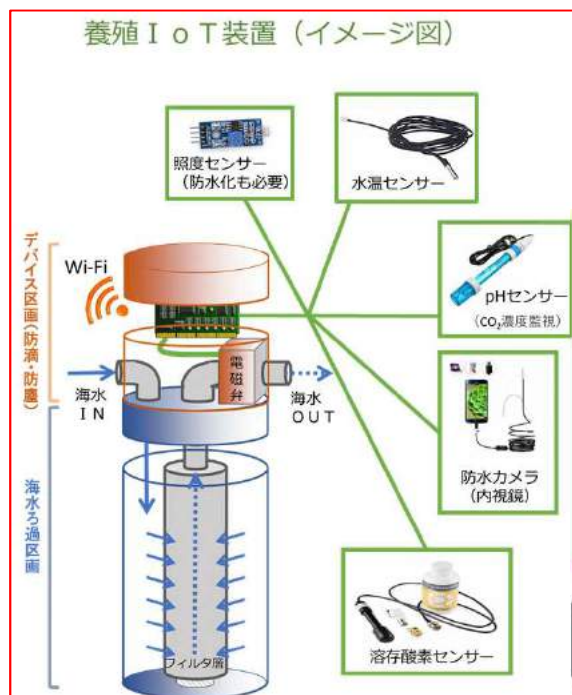 養殖ＩｏＴ装置（イメージ図）
照度センサー
（防水化も必要）
水温センサー
デバイス区画（防滴・防塵）
Wi-Fi
pHセンサー
（CO₂濃度監視）
海水
ＩＮ
電磁弁
海水
ＯＵＴ
防水カメラ
（内視鏡）
海水ろ過区画
フィルタ層
溶存酸素センサー